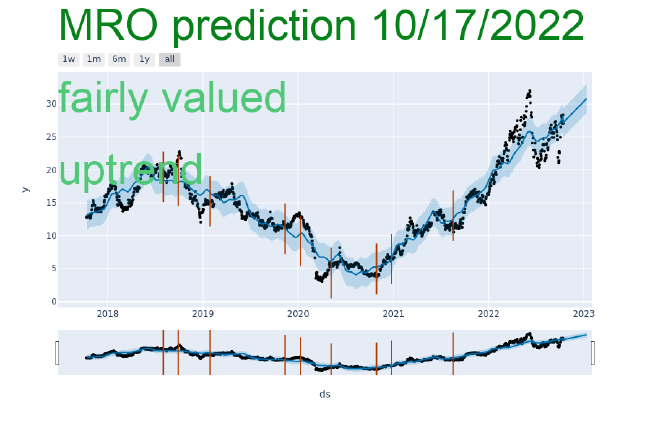 MRO prediction 10/17/2022
1w 1m 6m 1y all
fairly valued
uptrend
30
25
20
15
10
5
0
y
2018 2019 2020 2021 2022 2023
ds